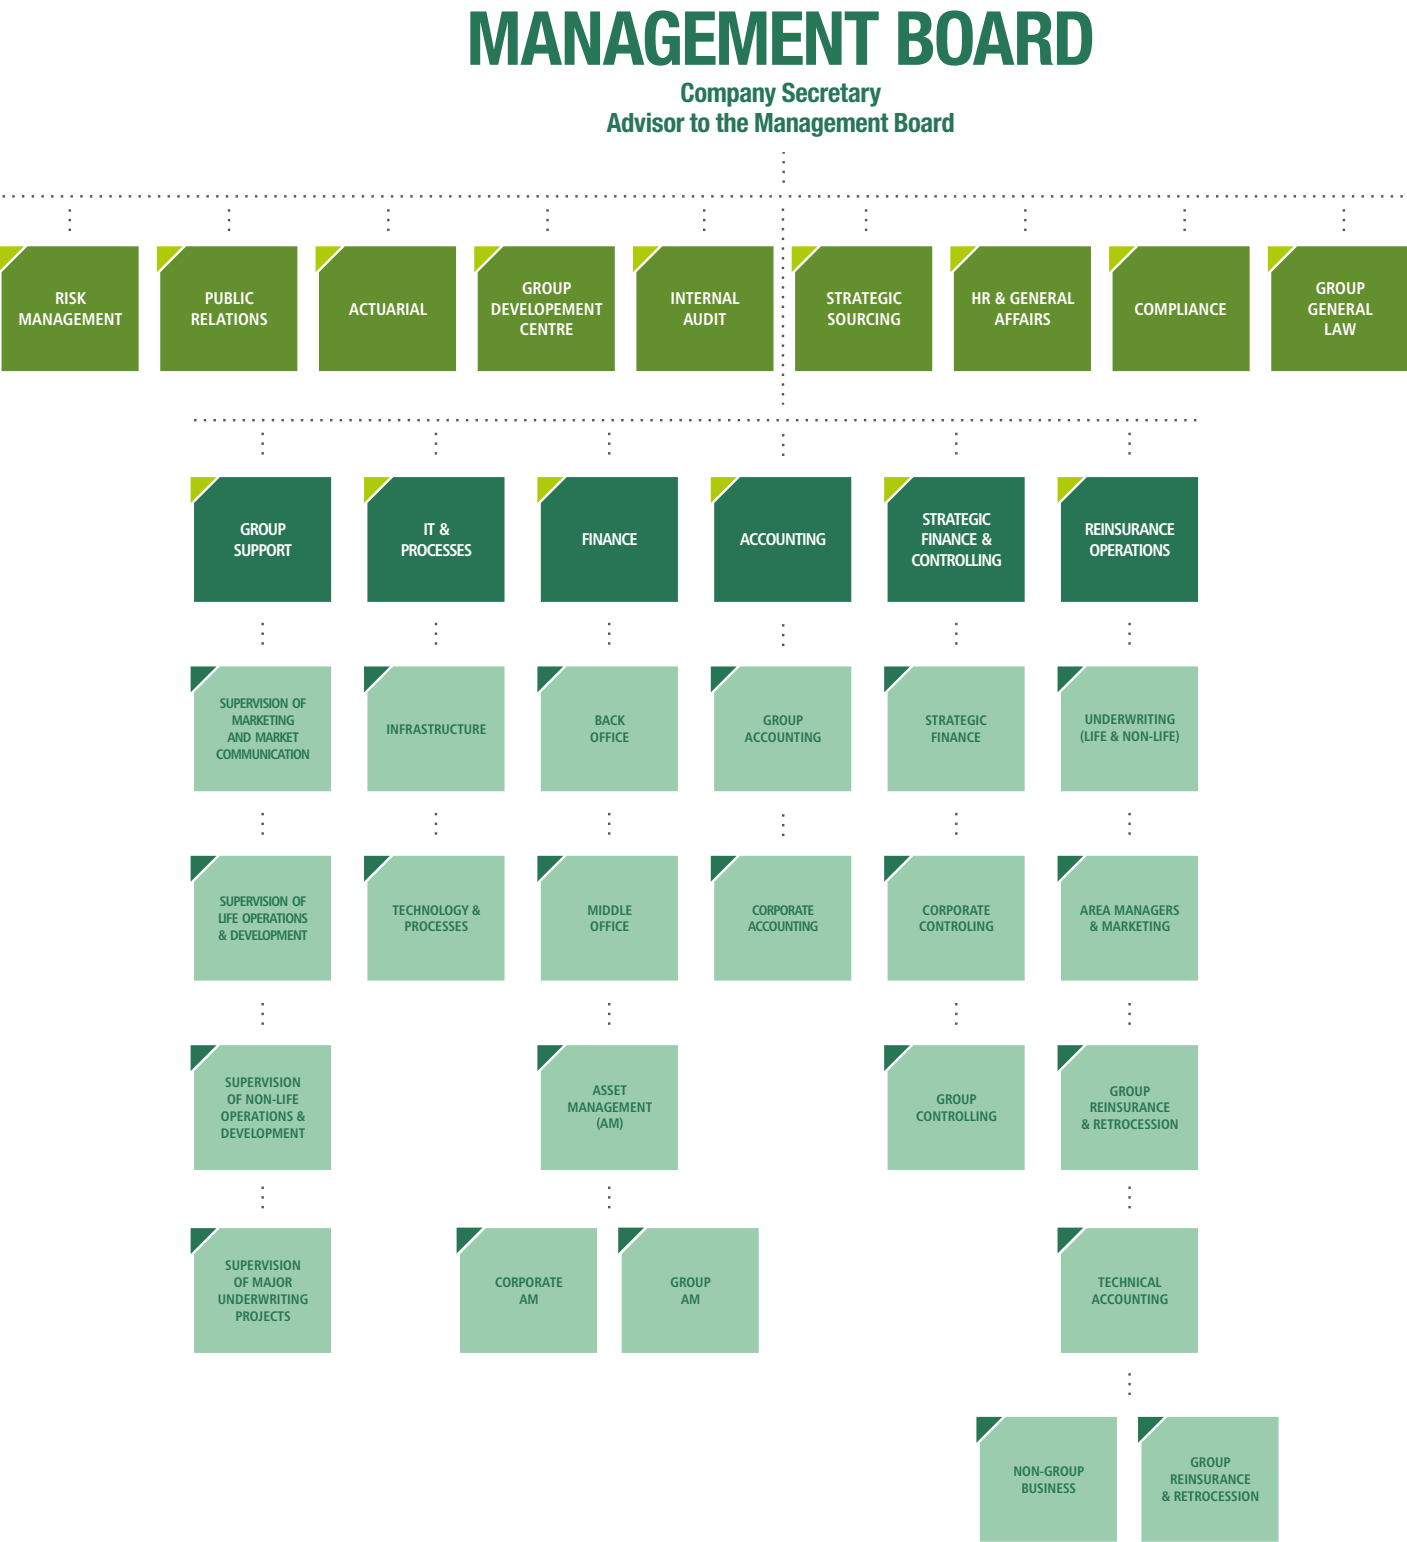 MANAGEMENT BOARD
Company Secretary
Advisor to the Management Board
RISK
MANAGEMENT
PUBLIC
RELATIONS
ACTUARIAL
GROUP
DEVELOPEMENT
CENTRE
INTERNAL
AUDIT
STRATEGIC
SOURCING
HR & GENERAL
AFFAIRS
COMPLIANCE
GROUP
GENERAL
LAW
GROUP
SUPPORT
IT &
PROCESSES
FINANCE
ACCOUNTING
STRATEGIC
FINANCE &
CONTROLLING
REINSURANCE
OPERATIONS
SUPERVISION OF
MARKETING
AND MARKET
COMMUNICATION
INFRASTRUCTURE
BACK
OFFICE
GROUP
ACCOUNTING
STRATEGIC
FINANCE
UNDERWRITING
(LIFE & NON-LIFE)
SUPERVISION OF
LIFE OPERATIONS
& DEVELOPMENT
TECHNOLOGY &
PROCESSES
MIDDLE
OFFICE
CORPORATE
ACCOUNTING
CORPORATE
CONTROLING
AREA MANAGERS
& MARKETING
SUPERVISION
OF NON-LIFE
OPERATIONS &
DEVELOPMENT
ASSET
MANAGEMENT
(AM)
GROUP
CONTROLLING
GROUP
REINSURANCE
& RETROCESSION
SUPERVISION
OF MAJOR
UNDERWRITING
PROJECTS
CORPORATE
AM
GROUP
AM
TECHNICAL
ACCOUNTING
NON-GROUP
BUSINESS
GROUP
REINSURANCE
& RETROCESSION